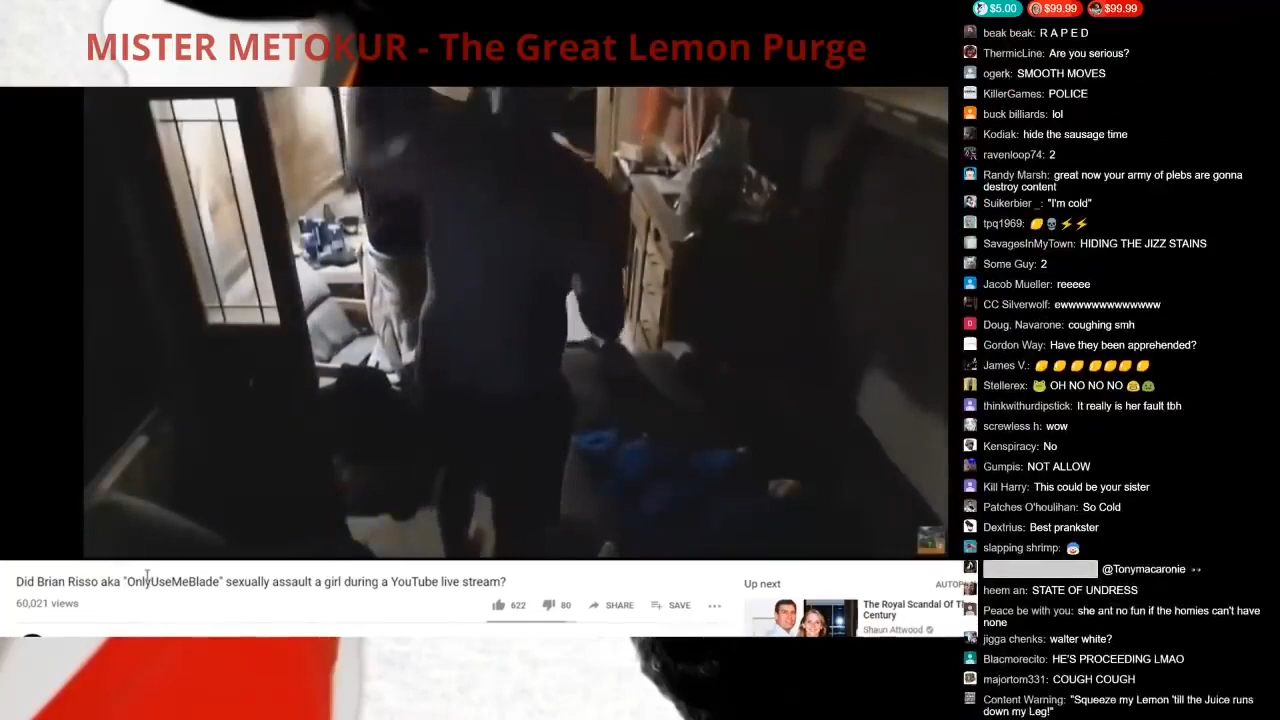 MISTER METOKUR - The Great Lemon Purge
$5.00 $99.99 $99.99
beak beak: R A P E D
ThermicLine: Are you serious?
ogerk: SMOOTH MOVES
KillerGames: POLICE
buck billiards: lol
Kodiak: hide the sausage time
ravenloop74: 2
Randy Marsh: great now your army of plebs are gonna
destroy content
Suikerbier _: "I'm cold"
tpq1969: 🍋💀⚡⚡
SavagesInMyTown: HIDING THE JIZZ STAINS
Some Guy: 2
Jacob Mueller: reeeee
CC Silverwolf: ewwwwwwwwwwwww
Doug. Navarone: coughing smh
Gordon Way: Have they been apprehended?
James V.: 🍋 🍋 🍋 🍋 🍋 🍋 🍋
Stellerex: 🐸 OH NO NO NO
thinkwithurdipstick: It really is her fault tbh
screwless h: wow
Kenspiracy: No
Gumpis: NOT ALLOW
Kill Harry: This could be your sister
Patches O'houlihan: So Cold
Dextrius: Best prankster
slapping shrimp: 🤡
@Tonymacaronie 👀
heem an: STATE OF UNDRESS
Peace be with you: she ant no fun if the homies can't have
none
jigga chenks: walter white?
Blacmorecito: HE'S PROCEEDING LMAO
majortom331: COUGH COUGH
Content Warning: "Squeeze my Lemon 'till the Juice runs
down my Leg!"
Did Brian Risso aka "OnlyUseMeBlade" sexually assault a girl during a YouTube live stream?
60,021 views
622 80 SHARE SAVE
Up next
The Royal Scandal Of
Century
Shaun Attwood